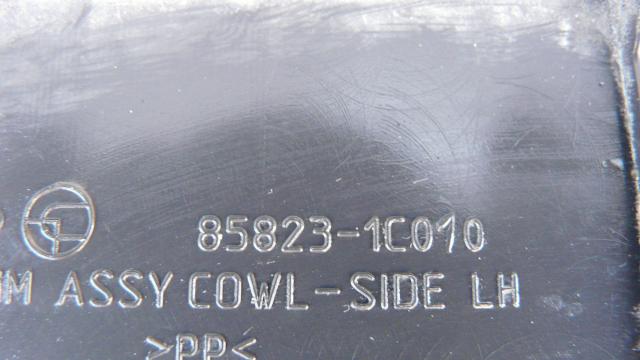 85823-1C010
ASSY COWL-SIDE LH
>PP<